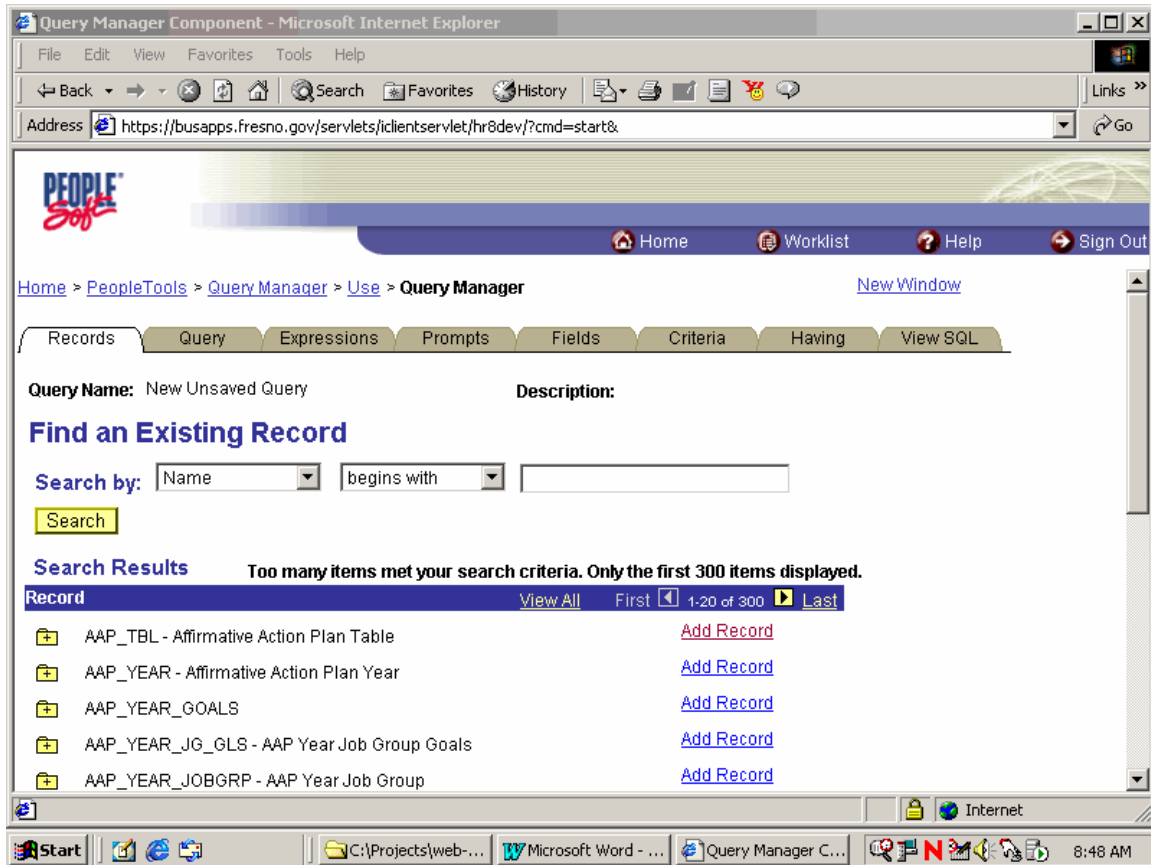 Query Manager Component - Microsoft Internet Explorer
File Edit View Favorites Tools Help
Back Search Favorites History Links »
Address https://busapps.fresno.gov/servlets/iclientservlet/hr8dev/?cmd=start& Go
PEOPLE
Soft
Home Worklist Help Sign Out
Home > PeopleTools > Query Manager > Use > Query Manager New Window
Records Query Expressions Prompts Fields Criteria Having View SQL
Query Name: New Unsaved Query Description:
Find an Existing Record
Search by: Name begins with
Search
Search Results Too many items met your search criteria. Only the first 300 items displayed.
Record View All First 1-20 of 300 Last
AAP_TBL - Affirmative Action Plan Table Add Record
AAP_YEAR - Affirmative Action Plan Year Add Record
AAP_YEAR_GOALS Add Record
AAP_YEAR_JG_GLS - AAP Year Job Group Goals Add Record
AAP_YEAR_JOBGRP - AAP Year Job Group Add Record
Internet
Start C:\Projects\web-... Microsoft Word - ... Query Manager C... N 8:48 AM